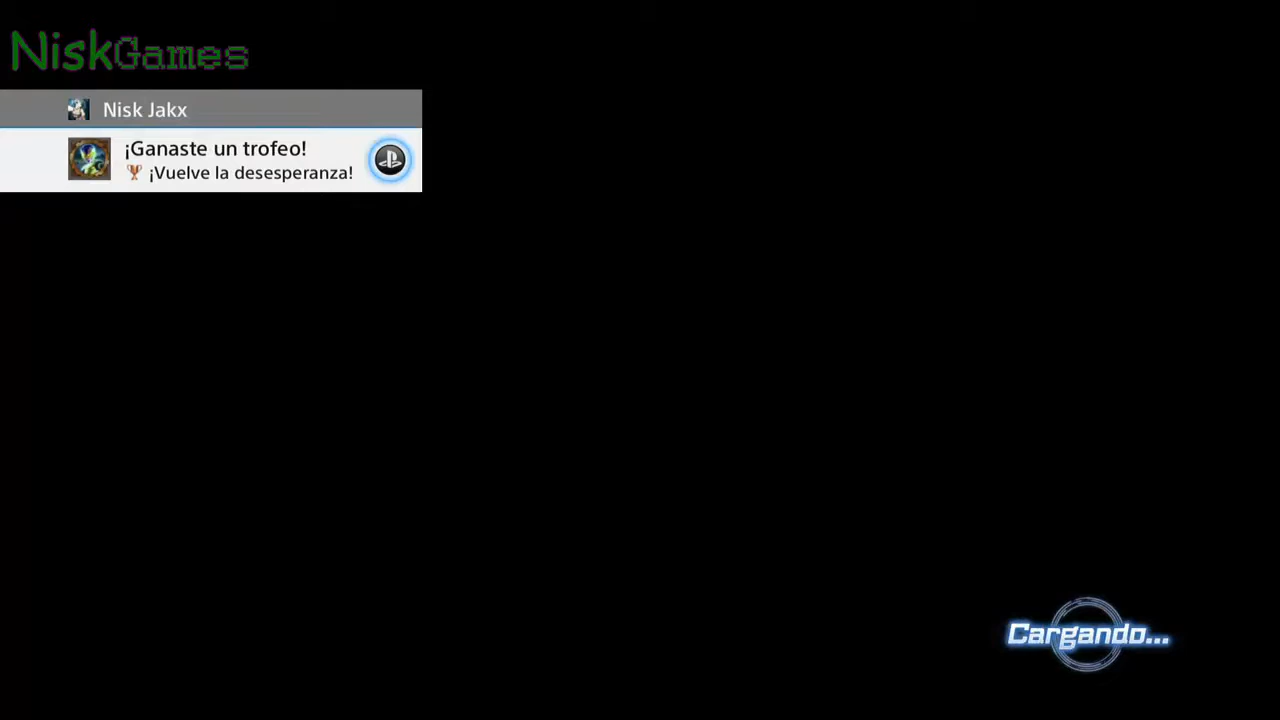 NiskGames
Nisk Jakx
¡Ganaste un trofeo!
¡Vuelve la desesperanza!
Cargando...